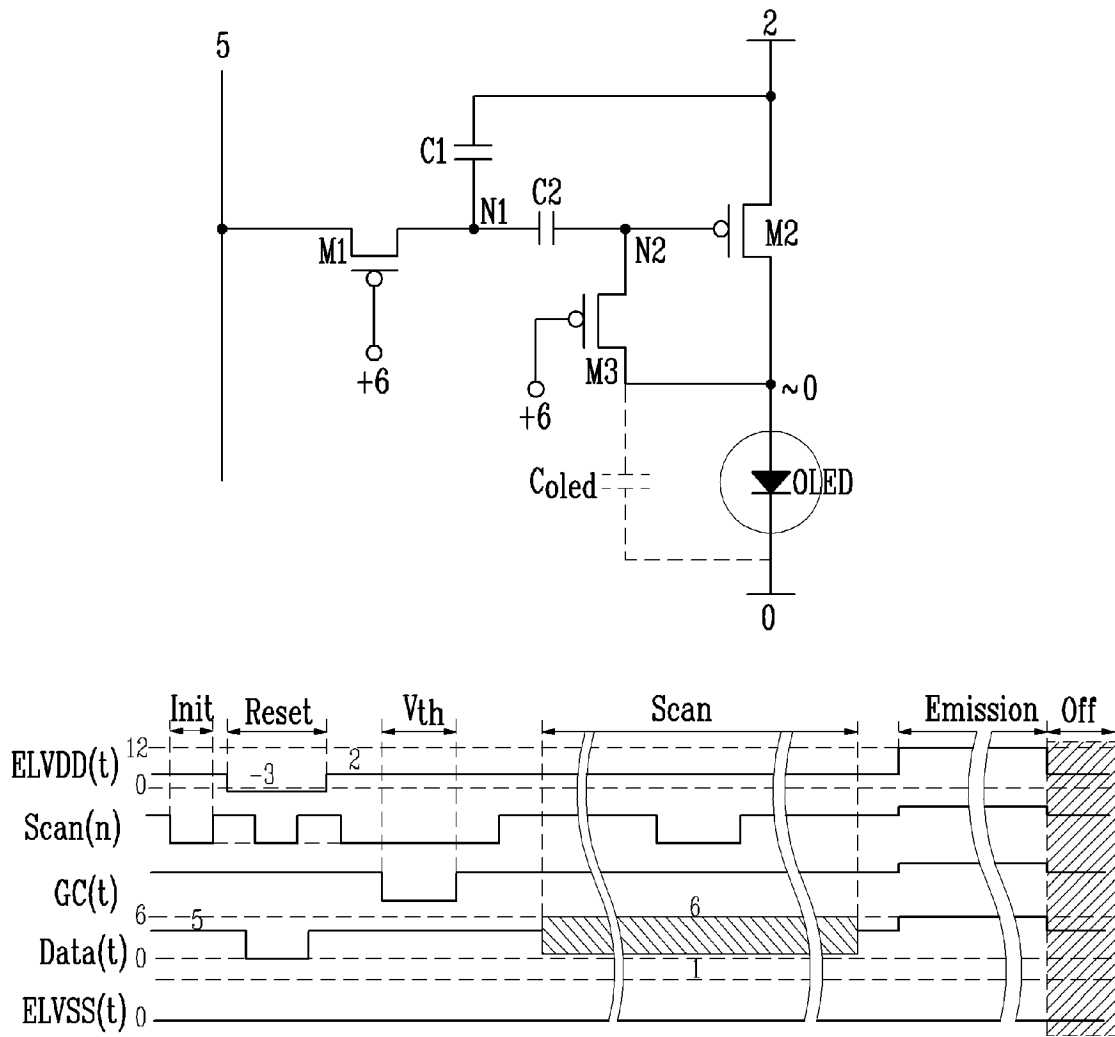 2
5
C1
C2
N1
M1
N2
M2
M3
+6
+6
~0
Coled
OLED
0
Init Reset Vth Scan Emission Off
ELVDD(t) 12 0 -3 2
Scan(n)
GC(t)
Data(t) 6 0 5 6 1
ELVSS(t) 0